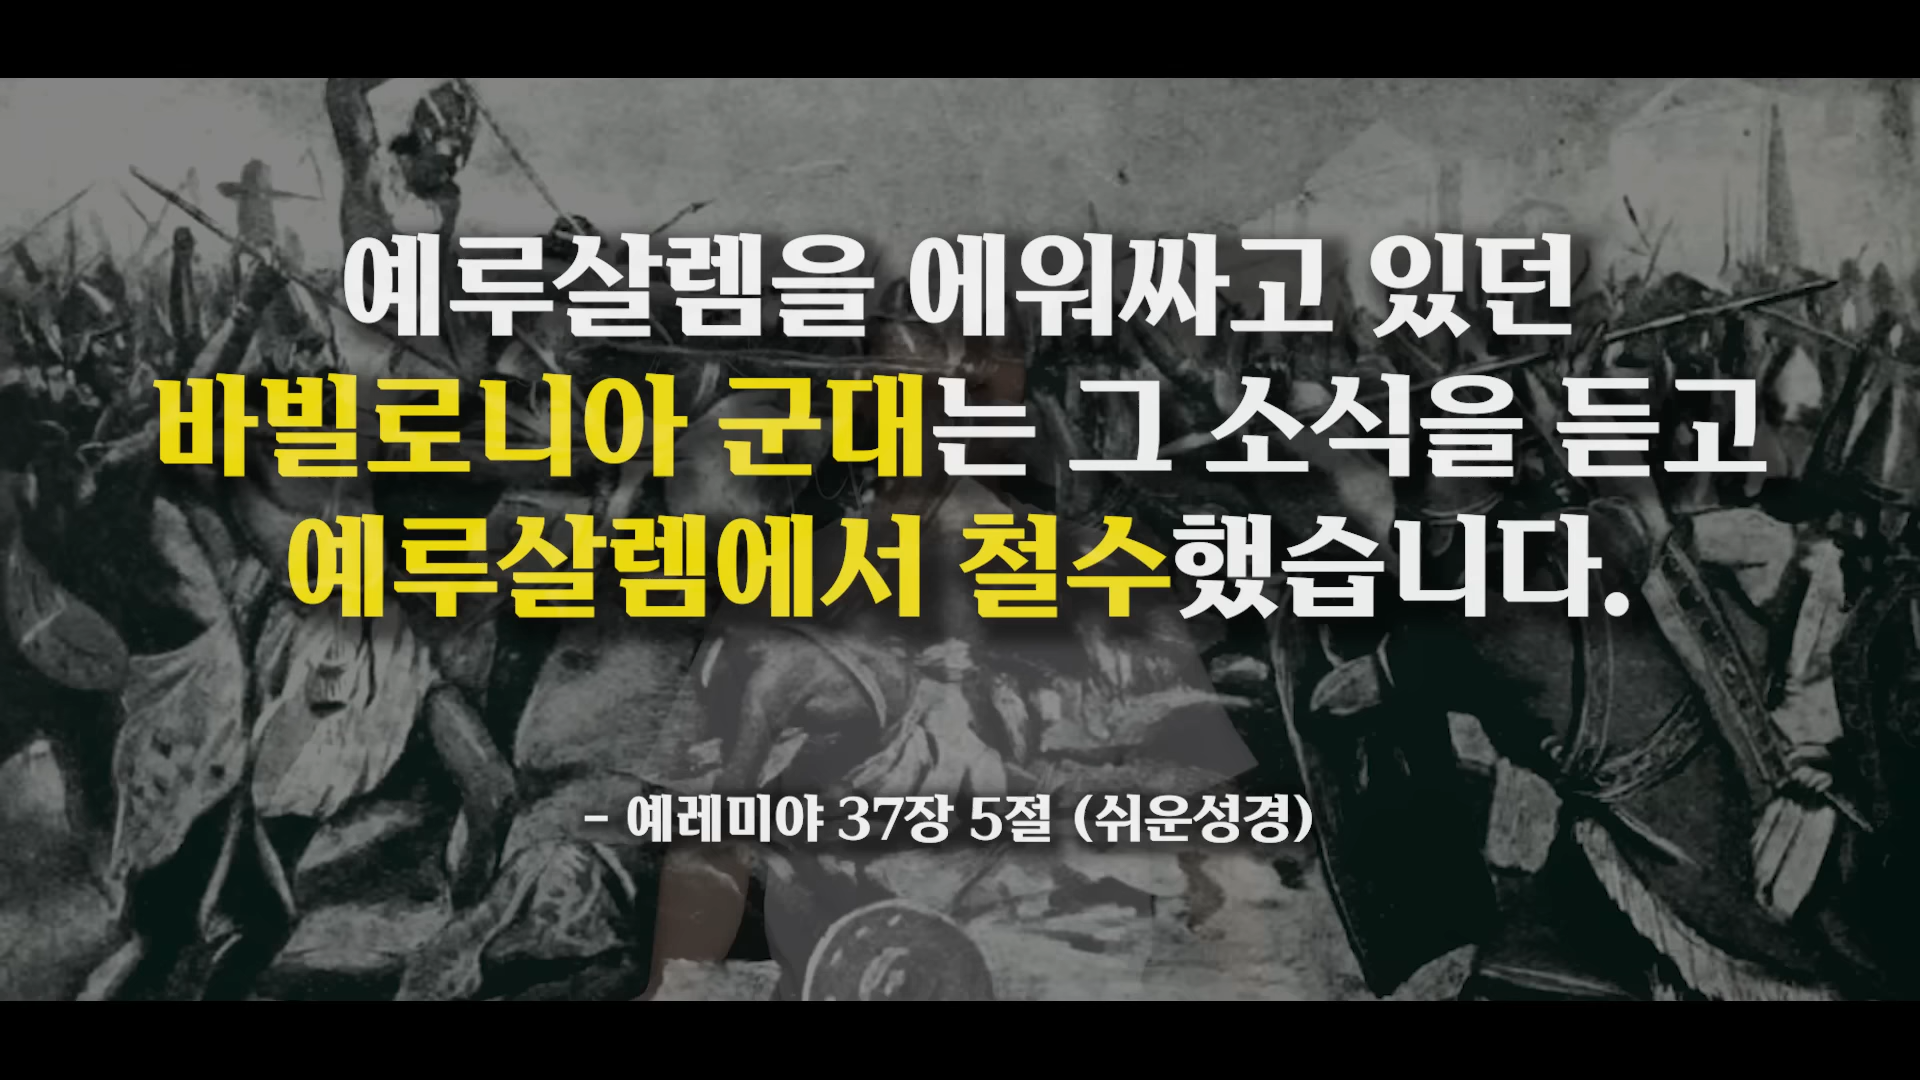 예루살렘을 에워싸고 있던
바빌로니아 군대는 그 소식을 듣고
예루살렘에서 철수했습니다.
- 예레미야 37장 5절 (쉬운성경)